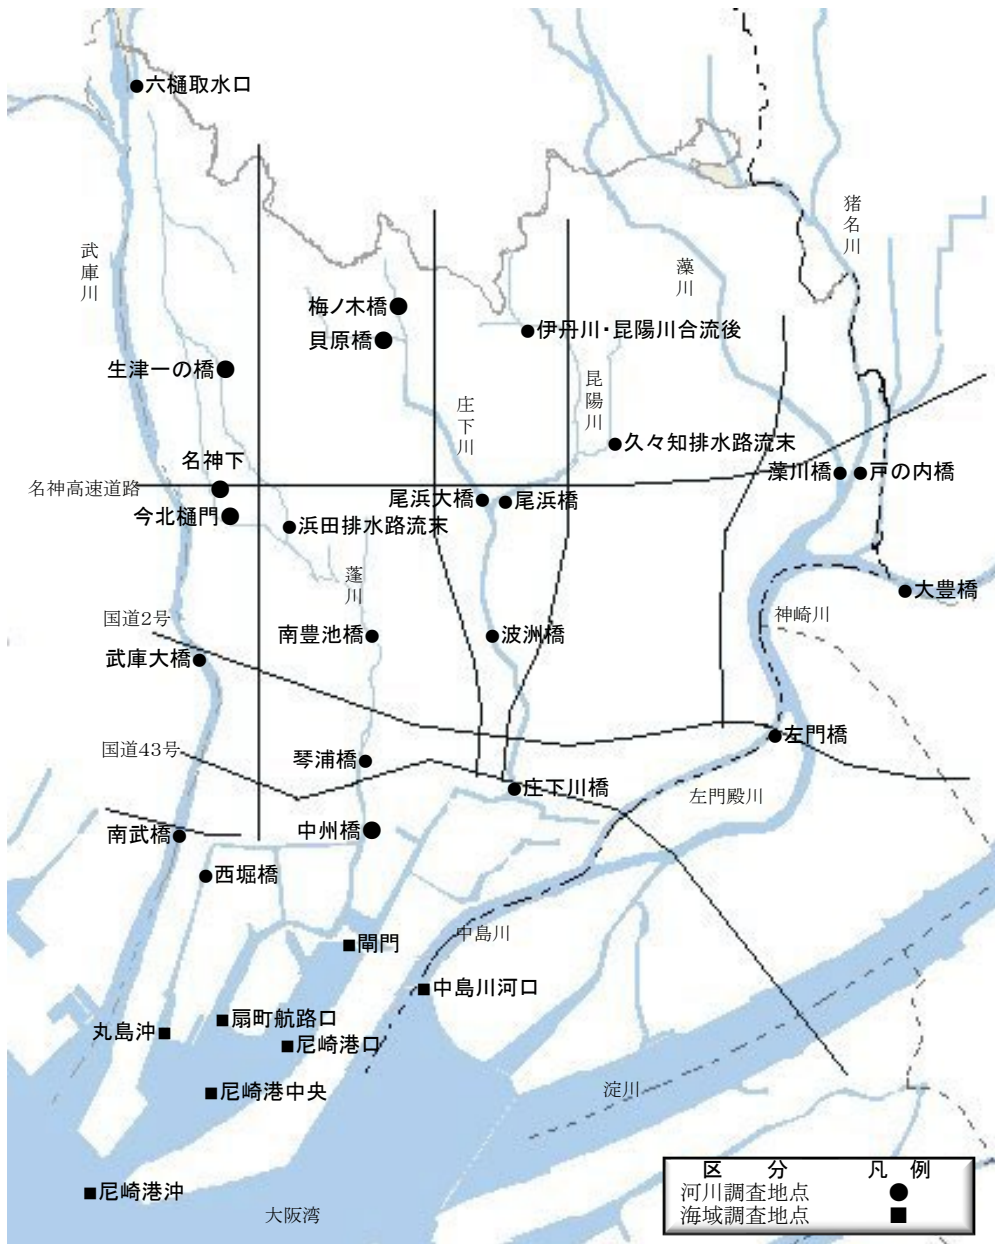 六樋取水口
猪名川
武庫川
藻川
梅ノ木橋
貝原橋
伊丹川・昆陽川合流後
生津一の橋
昆陽川
庄下川
久々知排水路流末
名神下
藻川橋
戸の内橋
名神高速道路
尾浜大橋
尾浜橋
今北樋門
浜田排水路流末
蓬川
大豊橋
国道2号
神崎川
南豊池橋
波洲橋
武庫大橋
左門橋
国道43号
琴浦橋
庄下川橋
左門殿川
南武橋
中州橋
西堀橋
中島川
閘門
中島川河口
扇町航路口
丸島沖
尼崎港口
尼崎港中央
淀川
尼崎港沖
大阪湾
区 分 凡 例
河川調査地点
海域調査地点